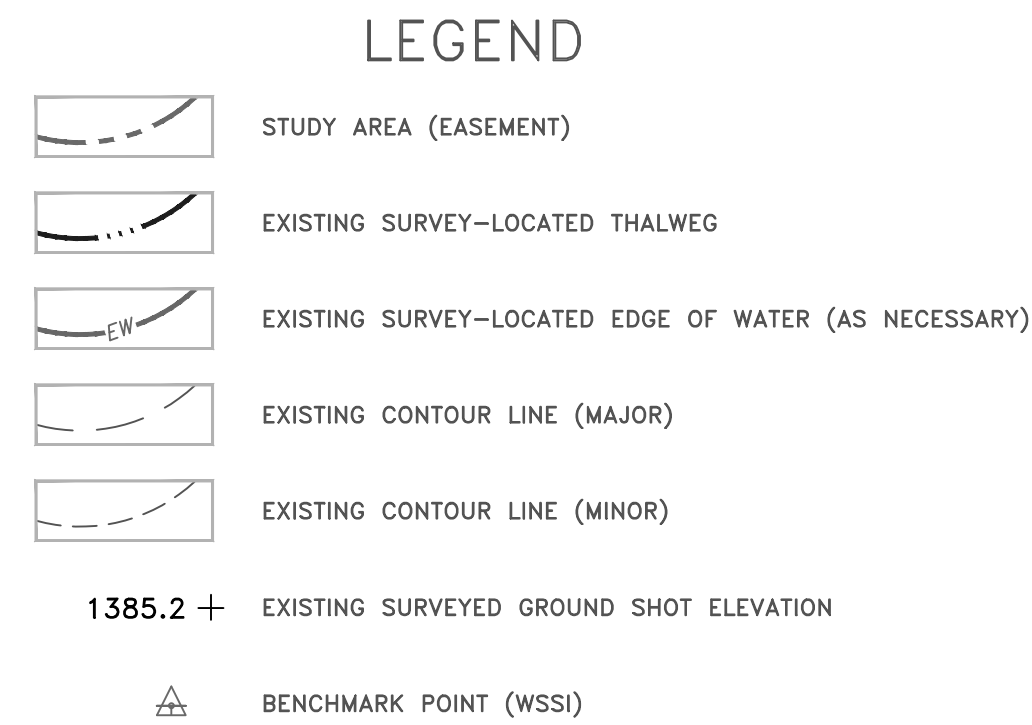 LEGEND
STUDY AREA (EASEMENT)
EXISTING SURVEY-LOCATED THALWEG
EW EXISTING SURVEY-LOCATED EDGE OF WATER (AS NECESSARY)
EXISTING CONTOUR LINE (MAJOR)
EXISTING CONTOUR LINE (MINOR)
1385.2 EXISTING SURVEYED GROUND SHOT ELEVATION
BENCHMARK POINT (WSSI)